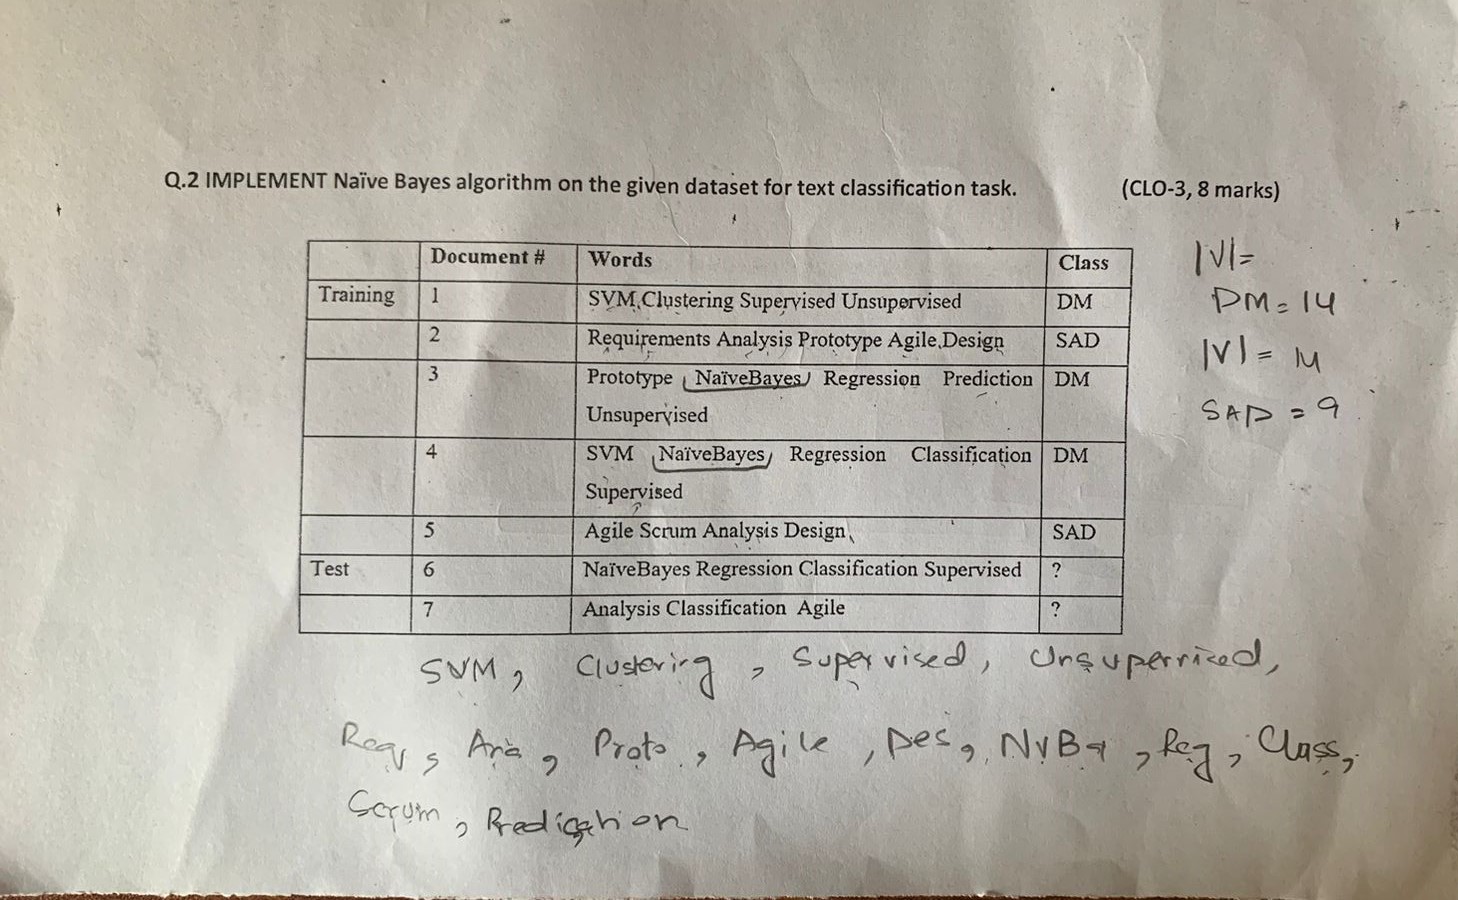 Q.2 IMPLEMENT Naïve Bayes algorithm on the given dataset for text classification task. (CLO-3, 8 marks)
Document # Words Class
Training 1 SVM Clustering Supervised Unsupervised DM
2 Requirements Analysis Prototype Agile Design SAD
3 Prototype NaïveBayes Regression Prediction DM
Unsupervised
4 SVM NaïveBayes Regression Classification DM
Supervised
5 Agile Scrum Analysis Design SAD
Test 6 NaïveBayes Regression Classification Supervised ?
7 Analysis Classification Agile ?
|V|=
DM=14
|V|= 14
SAD=9
SVM, Clustering, Supervised, Unsupervised,
Req, Ana, Proto, Agile, Des, Reg, Class,
Scrum,